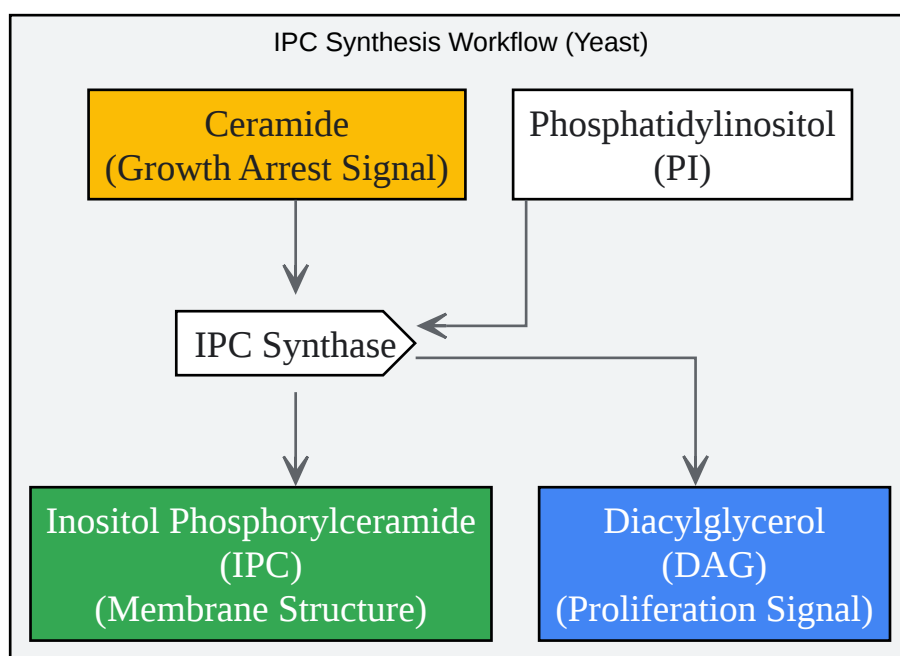 IPC Synthesis Workflow (Yeast)
Ceramide
(Growth Arrest Signal)
Phosphatidylinositol
(PI)
IPC Synthase
Inositol Phosphorylceramide
(IPC)
(Membrane Structure)
Diacylglycerol
(DAG)
(Proliferation Signal)